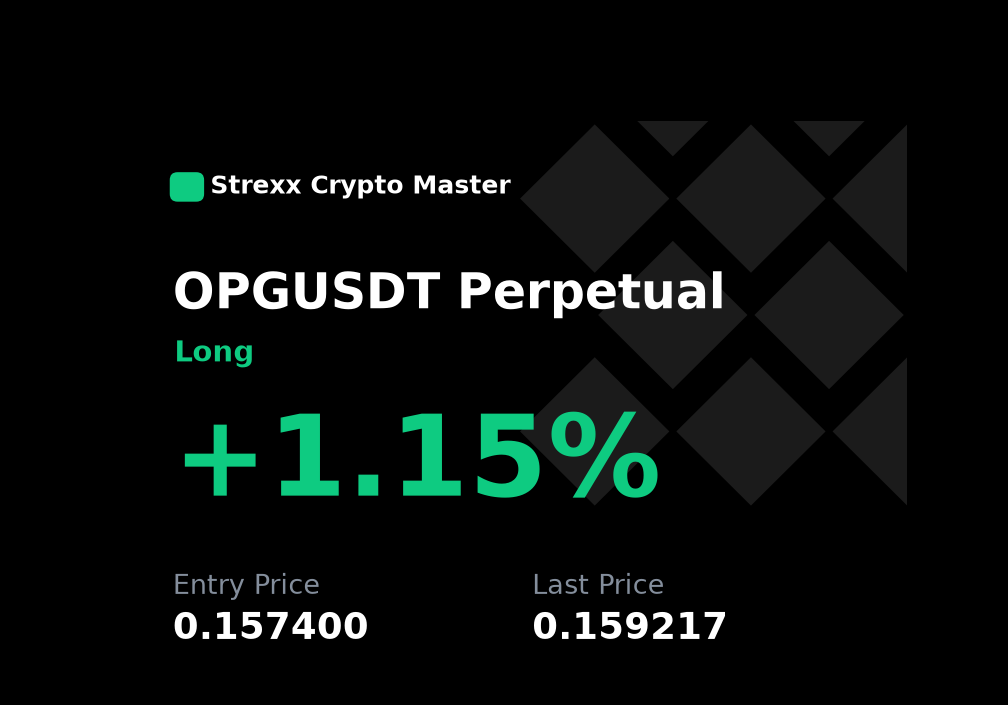 Strexx Crypto Master
OPGUSDT Perpetual
Long
+1.15%
Entry Price
Last Price
0.157400
0.159217